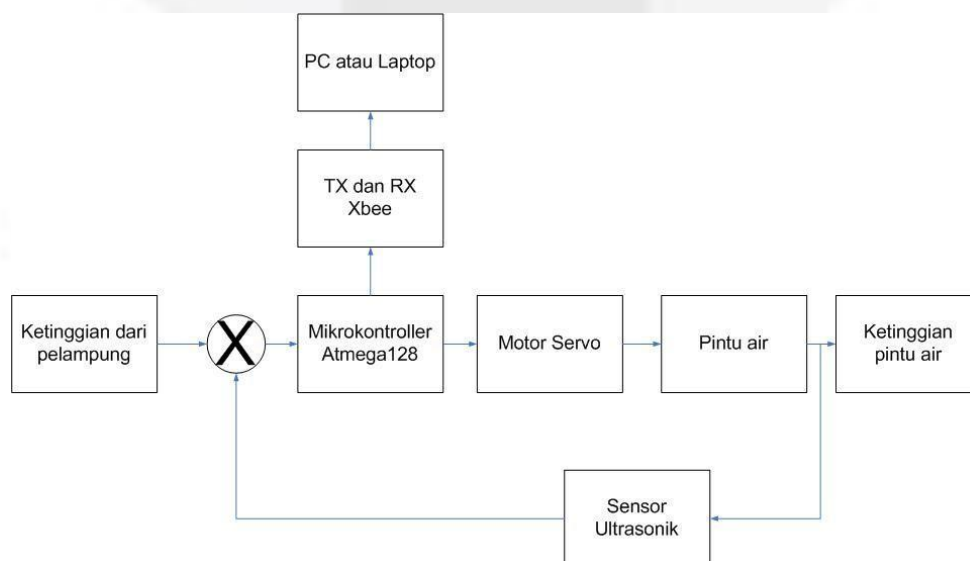 PC atau Laptop
TX dan RX
Xbee
Ketinggian dari
pelampung
X
Mikrokontroller
Atmega128
Motor Servo
Pintu air
Ketinggian
pintu air
Sensor
Ultrasonik